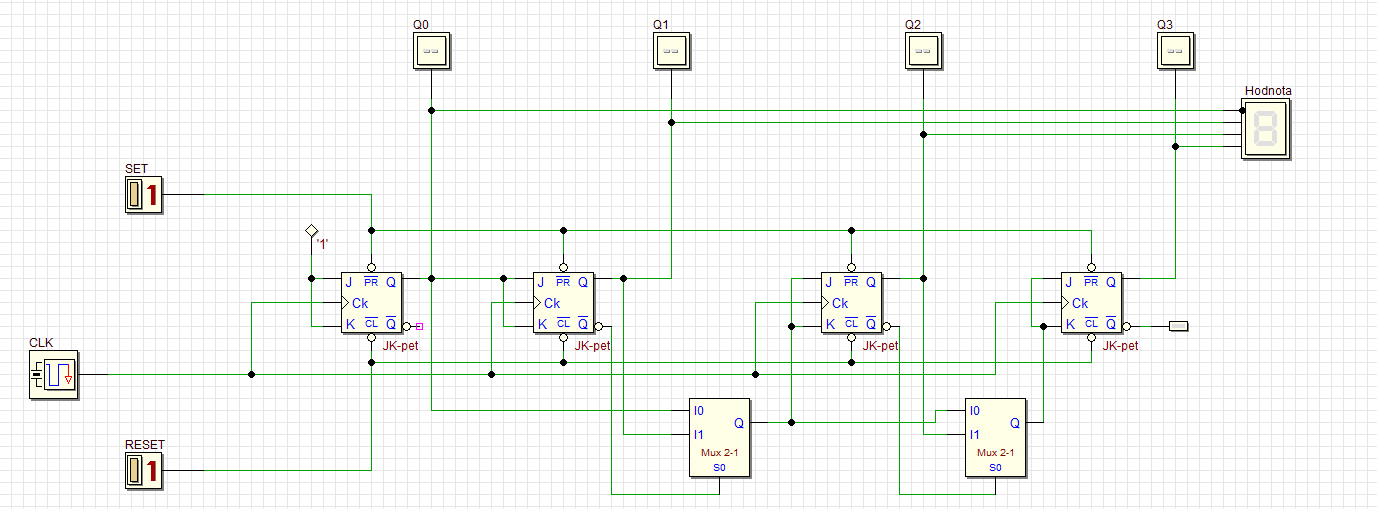 Q0
Q1
Q2
Q3
Hodnota
SET
1
'1'
J PR Q
Ck
K CL Q
JK-pet
J PR Q
Ck
K CL Q
JK-pet
J PR Q
Ck
K CL Q
JK-pet
J PR Q
Ck
K CL Q
JK-pet
CLK
RESET
1
I0
Q
I1
Mux 2-1
S0
I0
Q
I1
Mux 2-1
S0